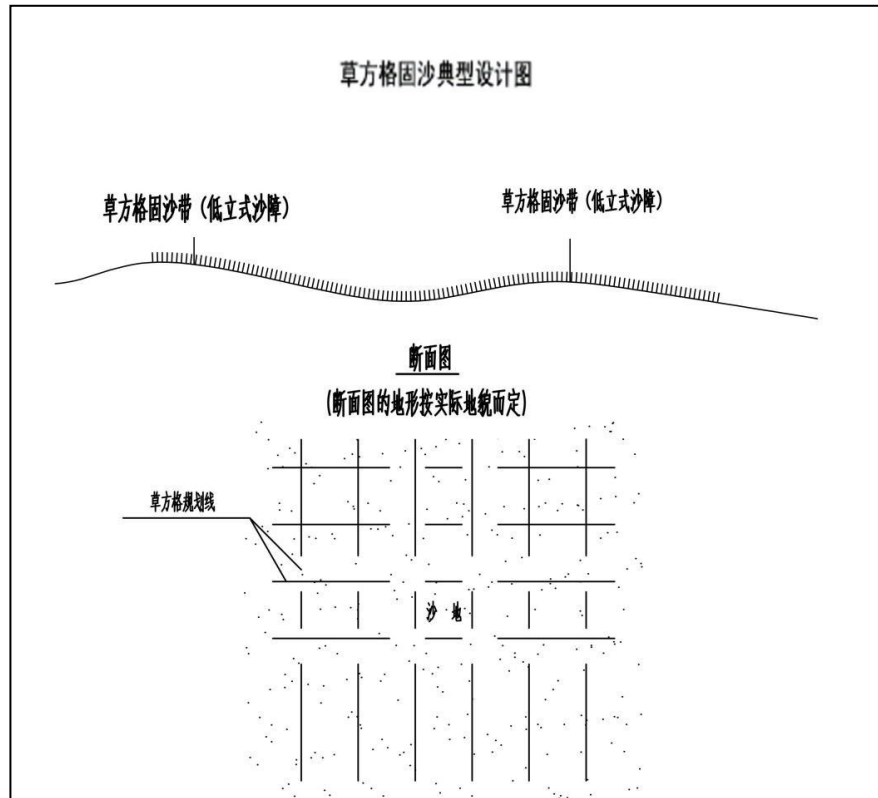 草方格固沙典型设计图
草方格固沙带（低立式沙障）
草方格固沙带（低立式沙障）
断面图
(断面图的地形按实际地貌而定)
草方格规划线
沙 地